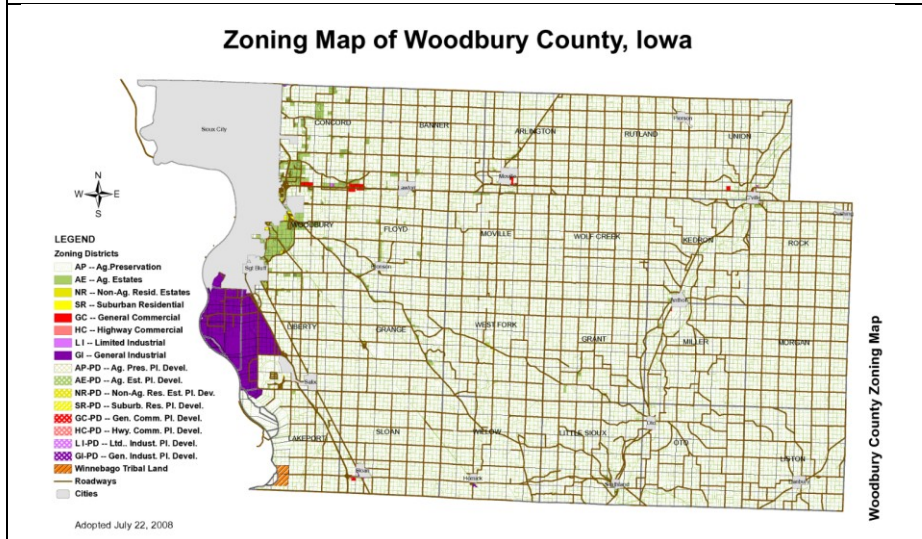 Zoning Map of Woodbury County, Iowa
Sioux City
CONCORD
BANNER
ARLINGTON
RUTLAND
Pierson
UNION
Moville
Lawton
Cushing
N
W E
S
WOODBURY
FLOYD
MOVILLE
WOLF CREEK
KEDRON
ROCK
Bronson
LIBERTY
GRANGE
WEST FORK
GRANT
MILLER
MORGAN
LAKEPORT
SLOAN
WILLOW
LITTLE SIOUX
OTO
LISTON
LEGEND
Zoning Districts
AP -- Ag.Preservation
AE -- Ag. Estates
NR -- Non-Ag. Resid. Estates
SR -- Suburban Residential
GC -- General Commercial
HC -- Highway Commercial
L I -- Limited Industrial
GI -- General Industrial
AP-PD -- Ag. Pres. Pl. Devel.
AE-PD -- Ag. Est. Pl. Devel.
NR-PD -- Non-Ag. Res. Est. Pl. Dev.
SR-PD -- Suburb. Res. Pl. Devel.
GC-PD -- Gen. Comm. Pl. Devel.
HC-PD -- Hwy. Comm. Pl. Devel.
L I-PD -- Ltd.. Indust. Pl. Devel.
GI-PD -- Gen. Indust. Pl. Devel.
Winnebago Tribal Land
Roadways
Cities
Adopted July 22, 2008
Woodbury County Zoning Map